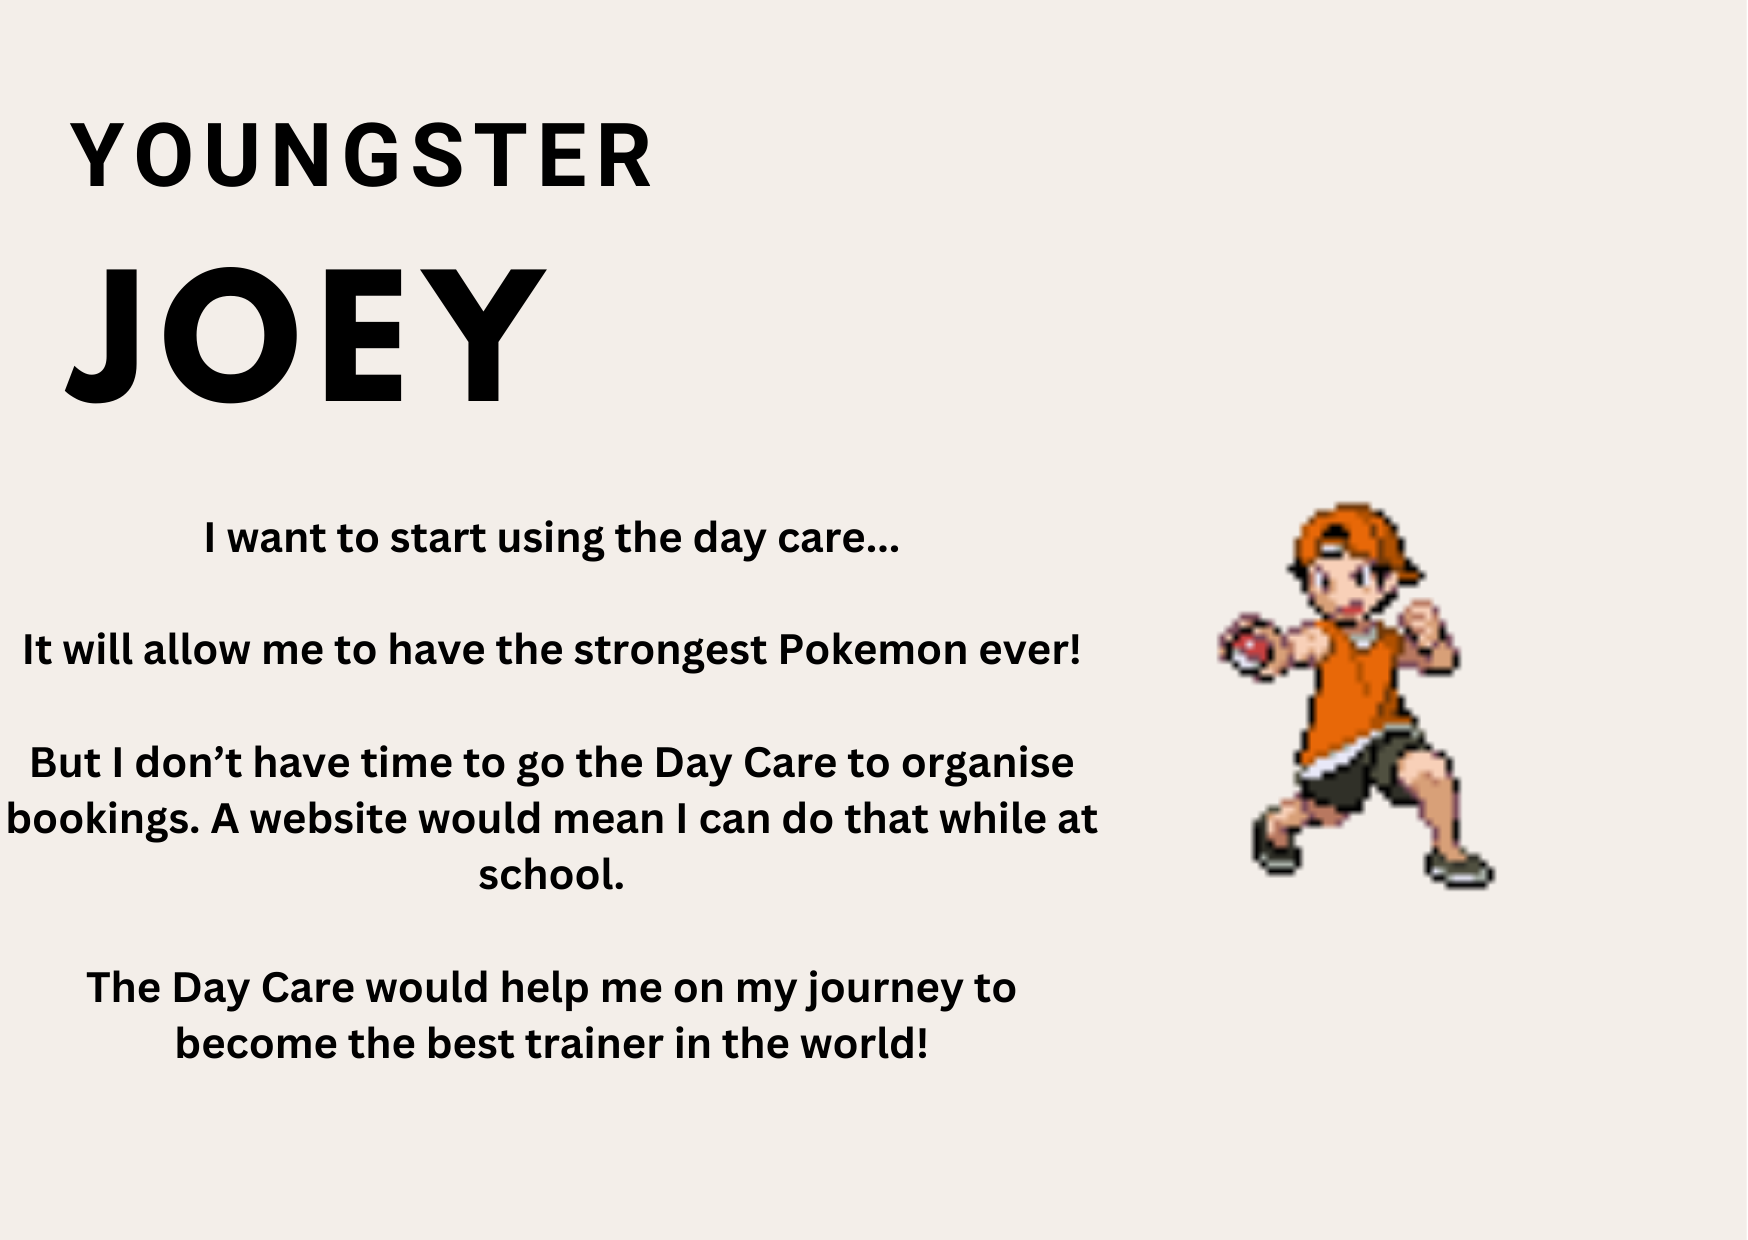 YOUNGSTER
JOEY
I want to start using the day care...
It will allow me to have the strongest Pokemon ever!
But I don’t have time to go the Day Care to organise
bookings. A website would mean I can do that while at
school.
The Day Care would help me on my journey to
become the best trainer in the world!